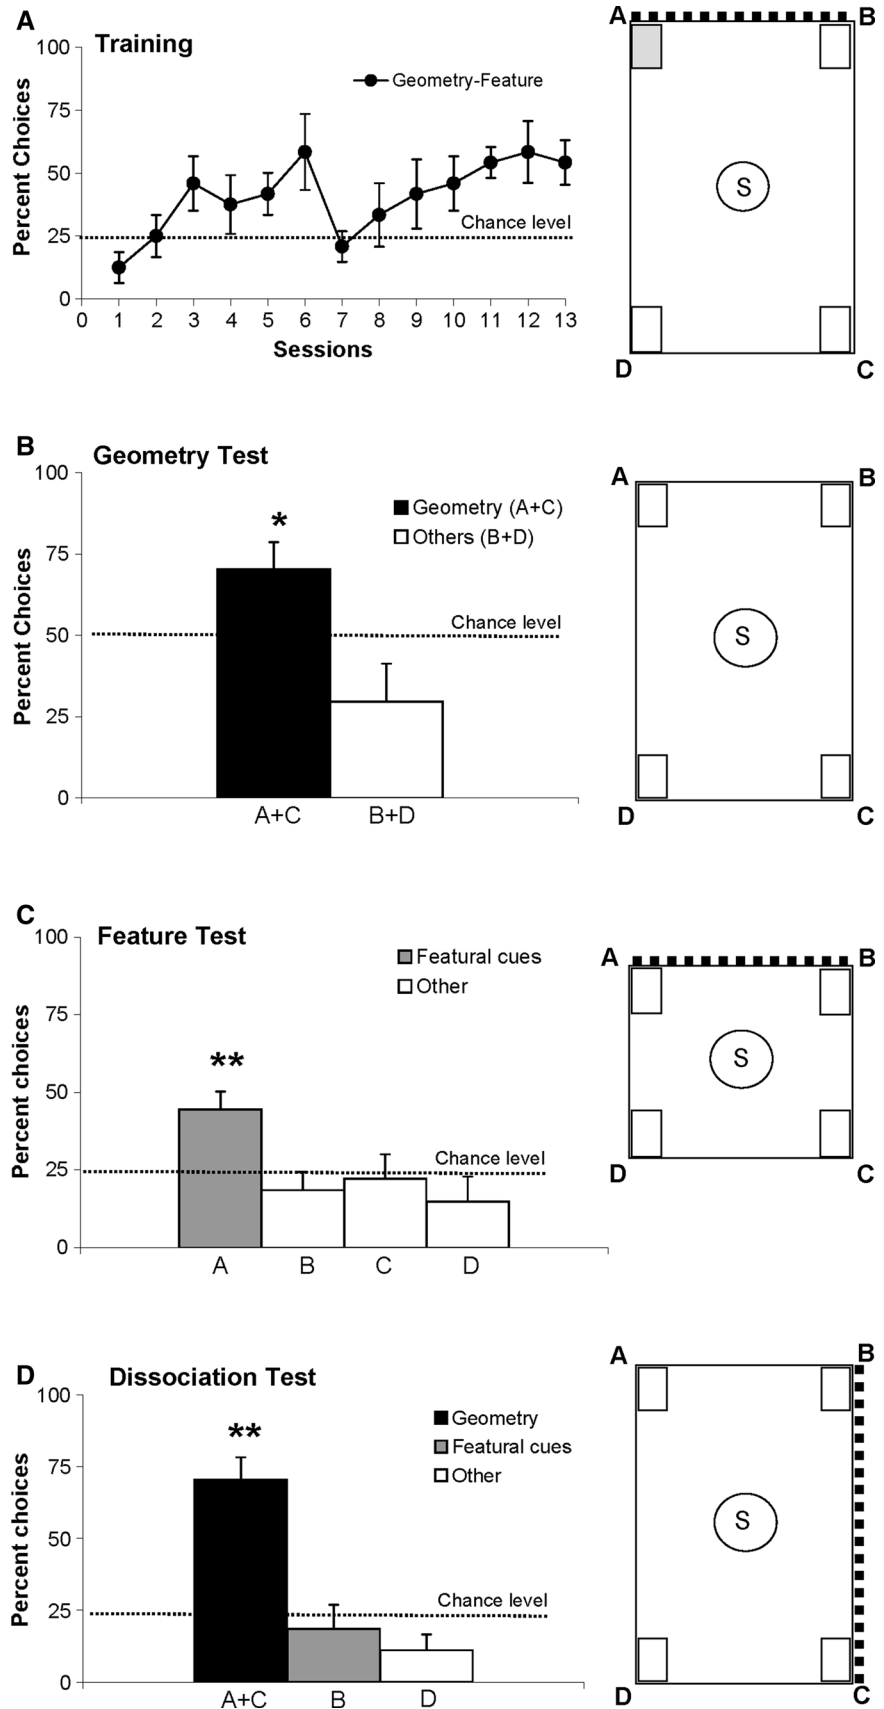 A
Training
100
75
50
25
0
Percent Choices
Geometry-Feature
Chance level
0 1 2 3 4 5 6 7 8 9 10 11 12 13
Sessions
A B
S
D C
B
Geometry Test
100
75
50
25
0
Percent Choices
*
Geometry (A+C)
Others (B+D)
Chance level
A+C B+D
A B
S
D C
C
Feature Test
100
75
50
25
0
Percent choices
**
Featural cues
Other
Chance level
A B C D
A B
S
D C
D
Dissociation Test
100
75
50
25
0
Percent choices
**
Geometry
Featural cues
Other
Chance level
A+C B D
A B
S
D C